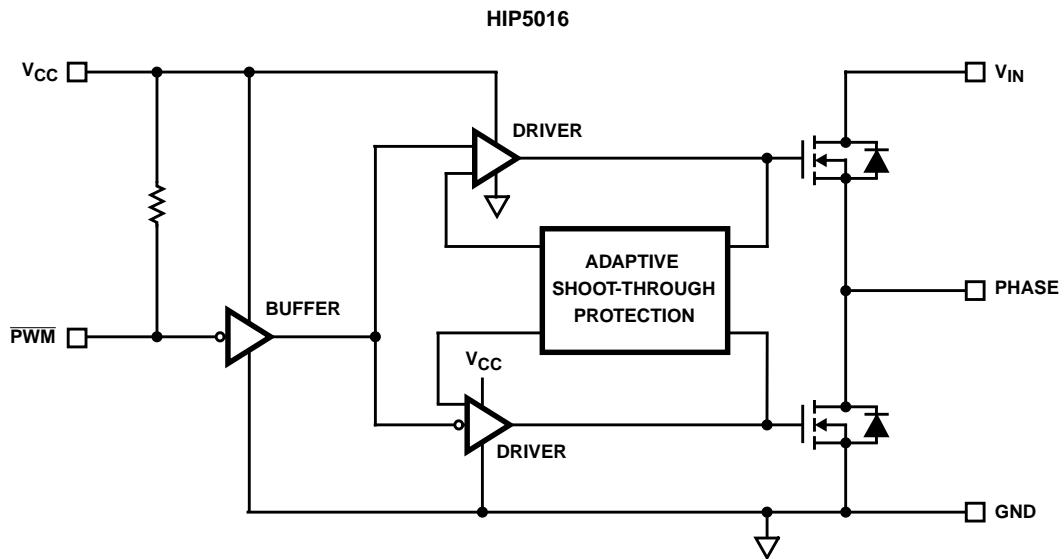 HIP5016
VCC
VIN
DRIVER
ADAPTIVE
SHOOT-THROUGH
PROTECTION
PHASE
BUFFER
PWM
VCC
DRIVER
GND